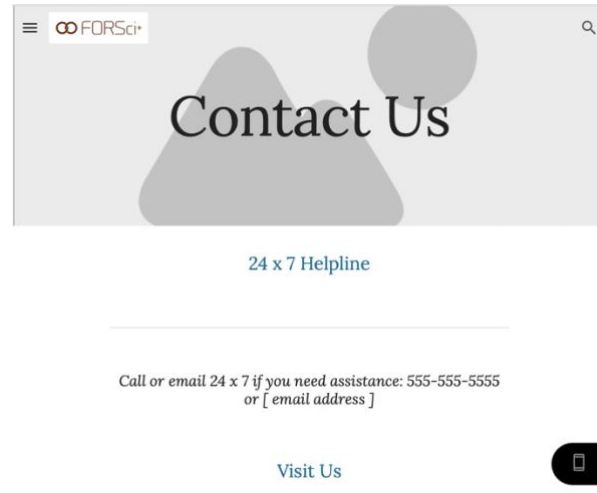 FORSci+
Contact Us
24 x 7 Helpline
Call or email 24 x 7 if you need assistance: 555-555-5555
or [ email address ]
Visit Us